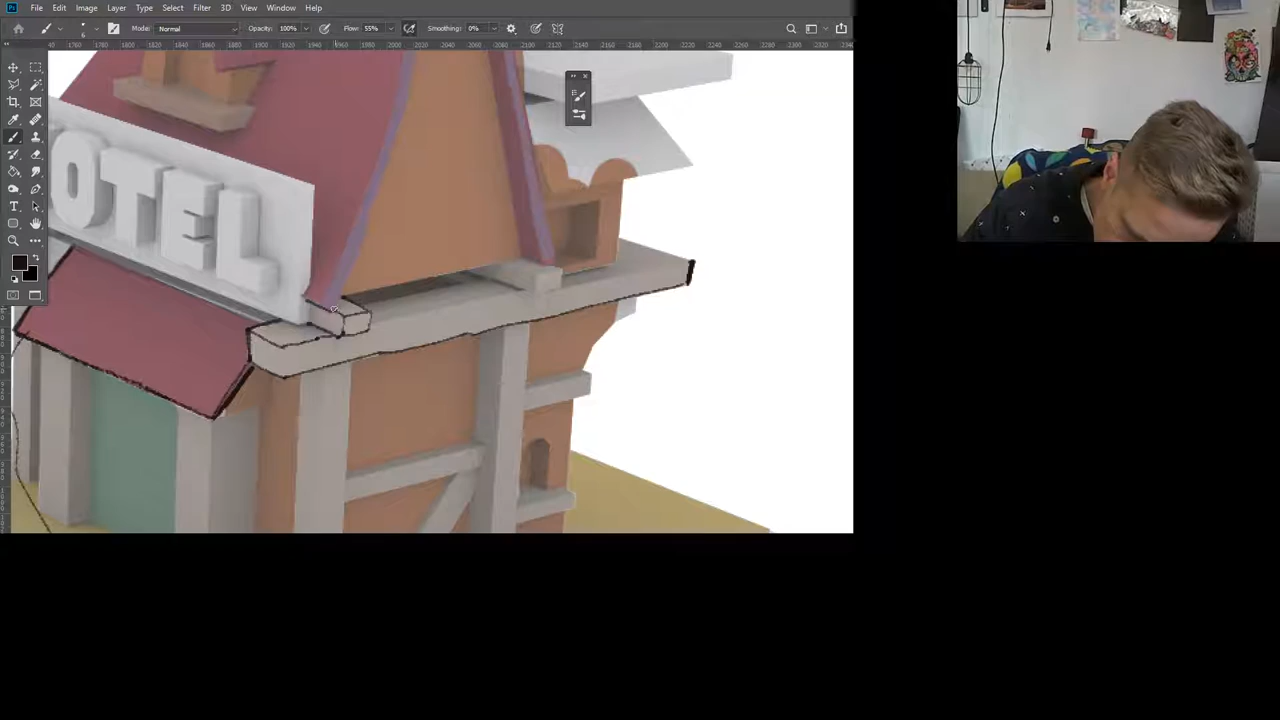 Ps File Edit Image Layer Type Select Filter 3D View Window Help
Mode: Normal Opacity: 100% Flow: 55% Smoothing: 0%
OTEL